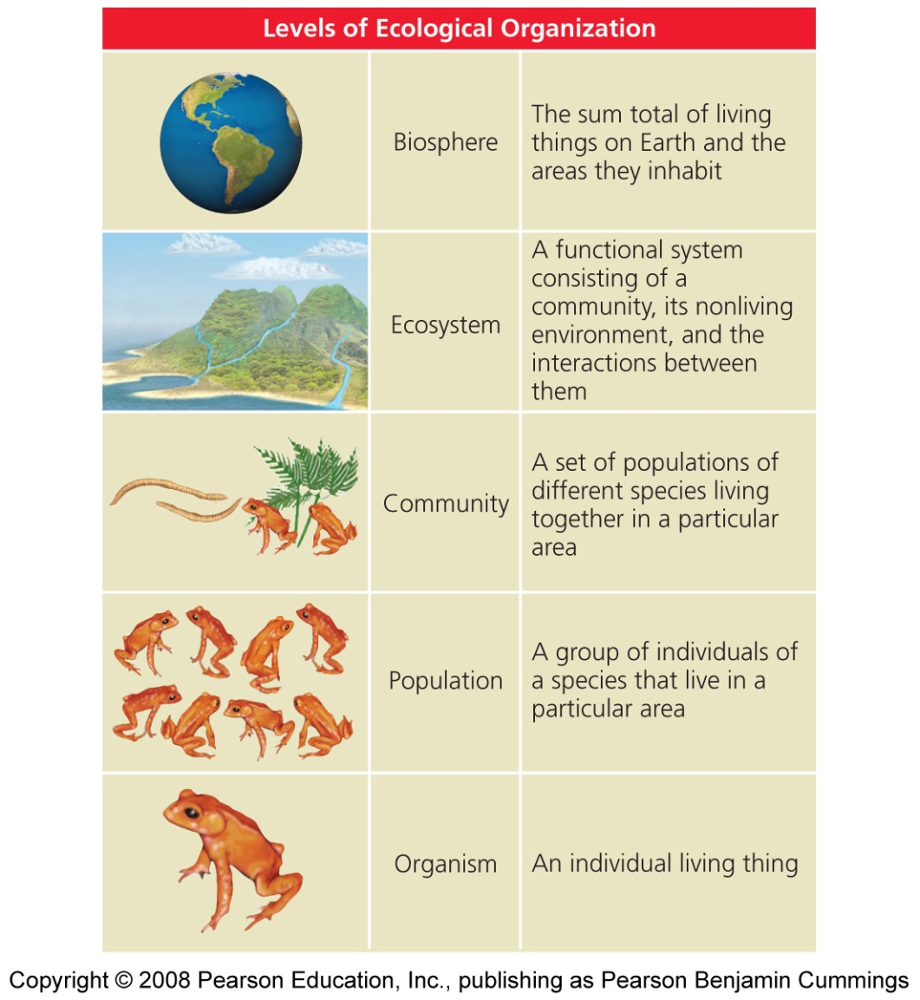 Levels of Ecological Organization
Biosphere
The sum total of living
things on Earth and the
areas they inhabit
Ecosystem
A functional system
consisting of a
community, its nonliving
environment, and the
interactions between
them
Community
A set of populations of
different species living
together in a particular
area
Population
A group of individuals of
a species that live in a
particular area
Organism
An individual living thing
Copyright © 2008 Pearson Education, Inc., publishing as Pearson Benjamin Cummings